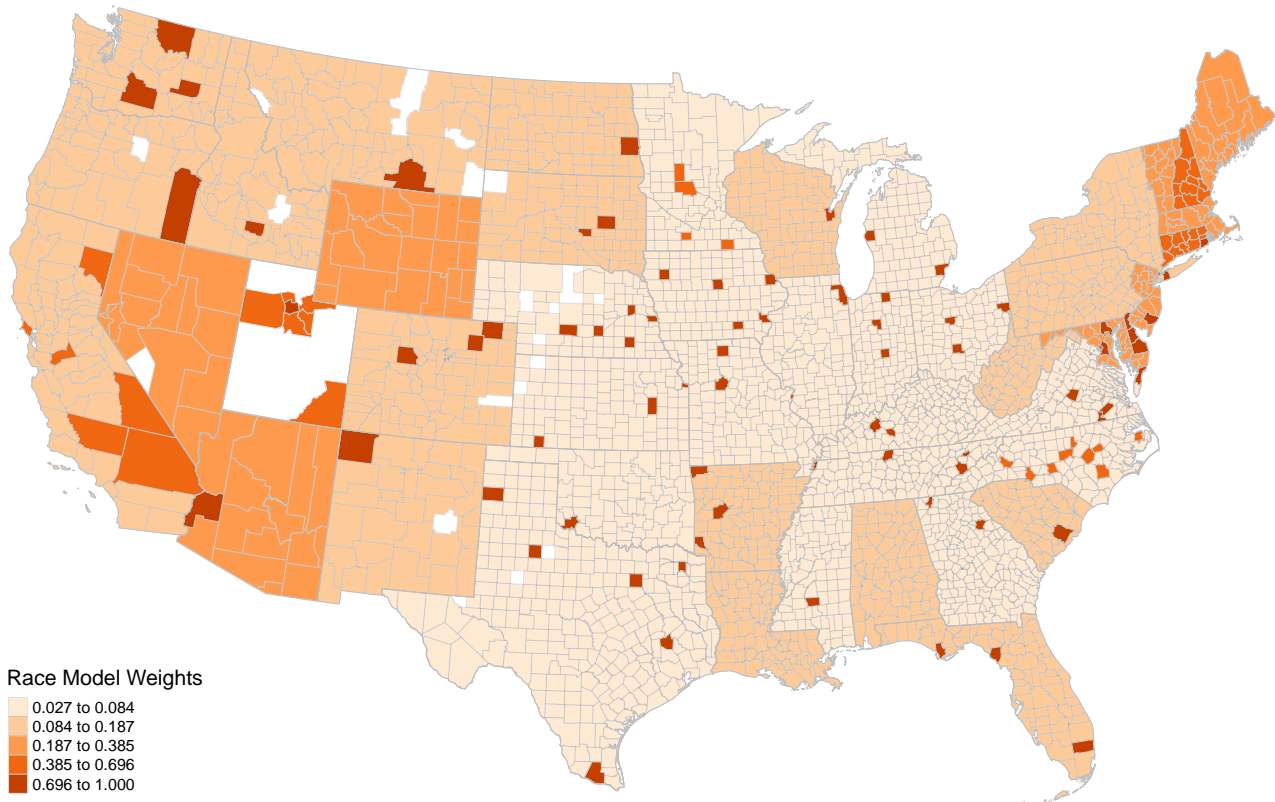 Race Model Weights
0.027 to 0.084
0.084 to 0.187
0.187 to 0.385
0.385 to 0.696
0.696 to 1.000